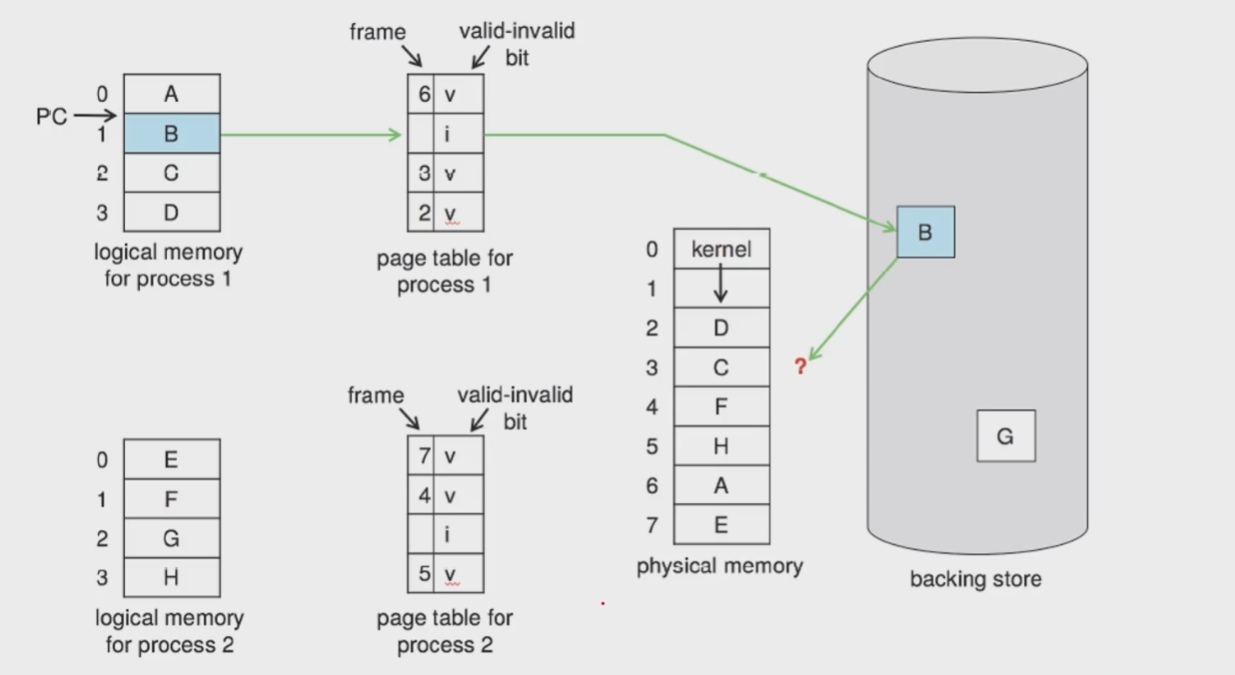 frame
valid-invalid
bit
PC
0 A
1 B
2 C
3 D
logical memory
for process 1
6 v
i
3 v
2 v
page table for
process 1
B
0 kernel
1
2 D
3 C
4 F
5 H
6 A
7 E
physical memory
?
G
backing store
frame
valid-invalid
bit
0 E
1 F
2 G
3 H
logical memory
for process 2
7 v
4 v
i
5 v
page table for
process 2